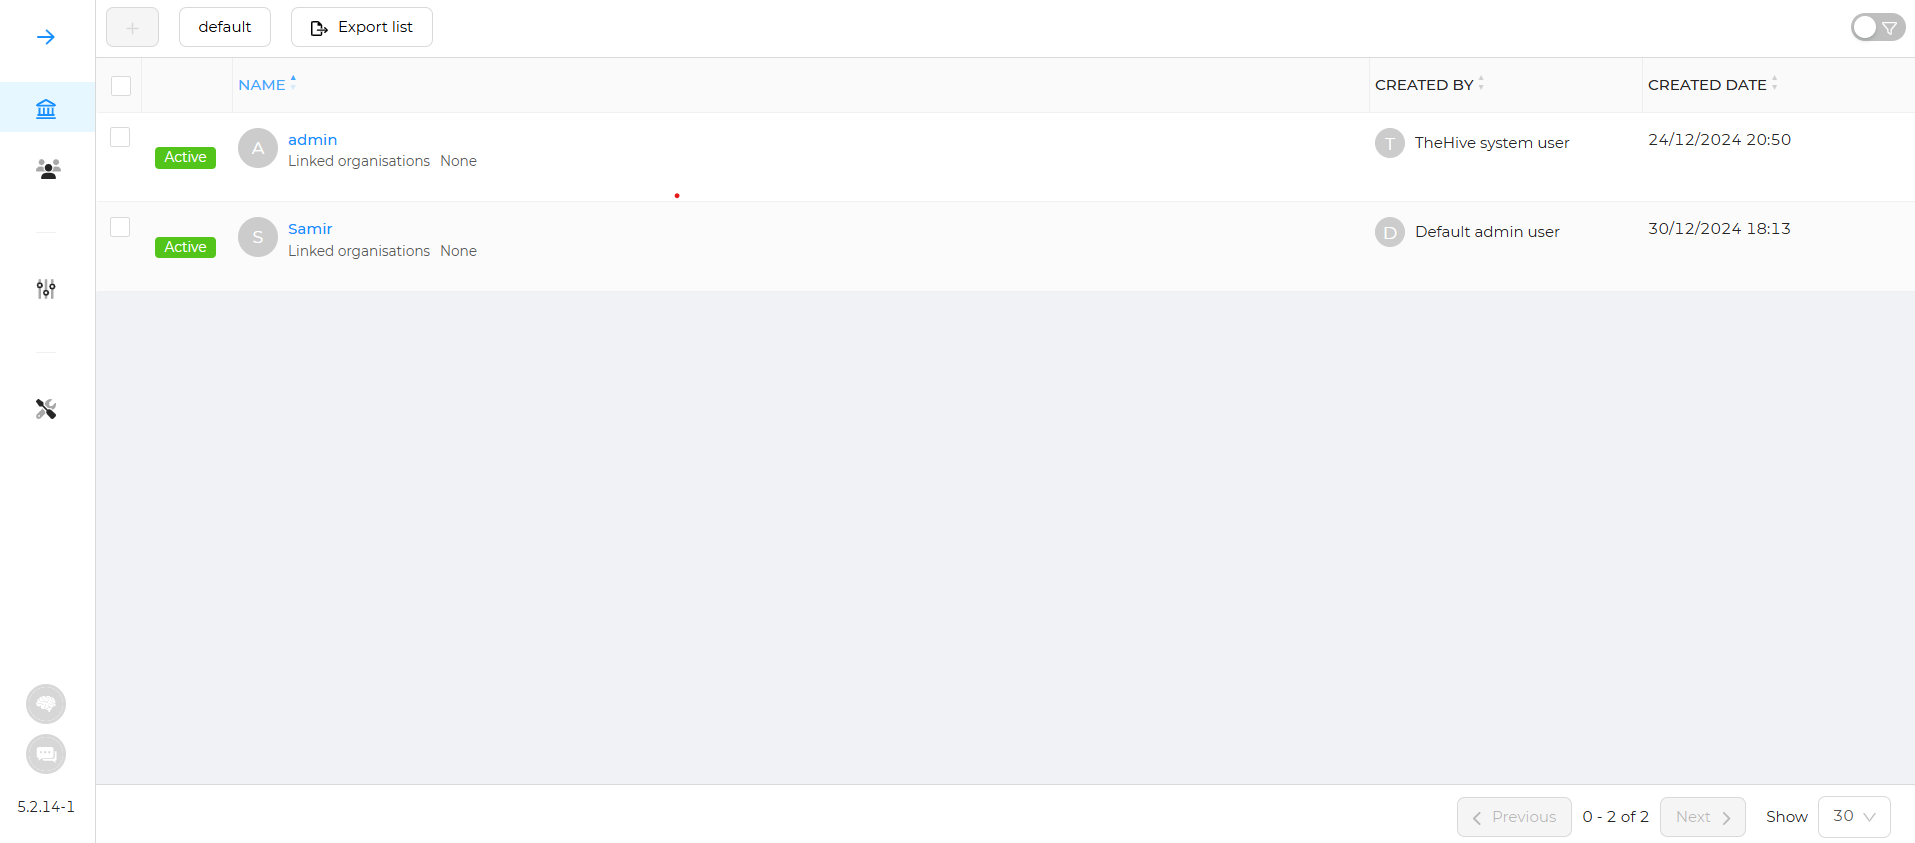 default
Export list
NAME
CREATED BY
CREATED DATE
Active
A
admin
Linked organisations None
T
TheHive system user
24/12/2024 20:50
Active
S
Samir
Linked organisations None
D
Default admin user
30/12/2024 18:13
5.2.14-1
Previous
0 - 2 of 2
Next
Show
30